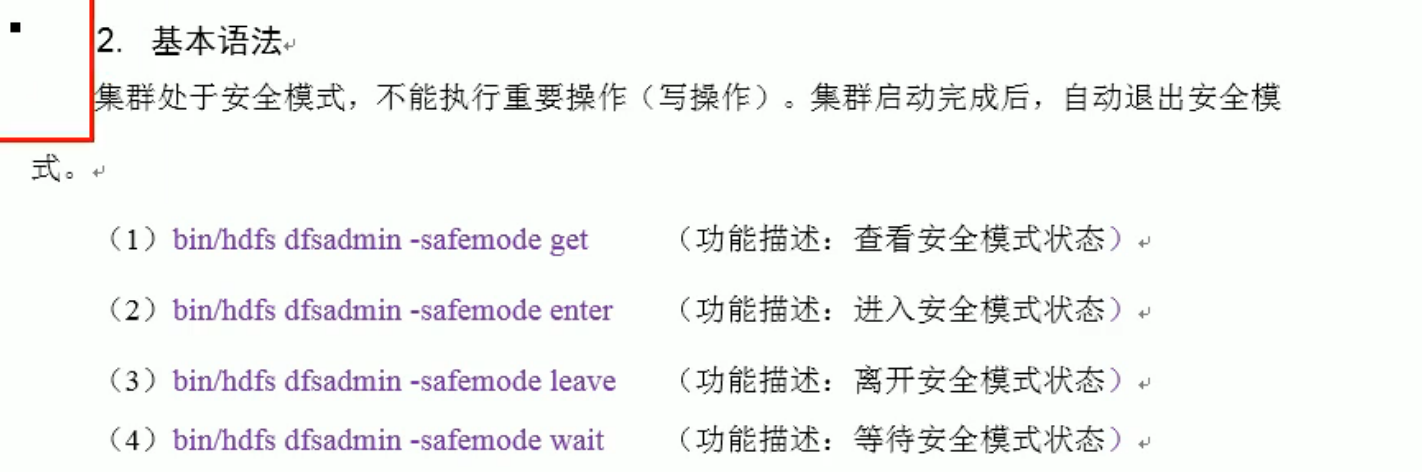 2. 基本语法
集群处于安全模式，不能执行重要操作（写操作）。集群启动完成后，自动退出安全模
式。
（1）bin/hdfs dfsadmin -safemode get （功能描述：查看安全模式状态）
（2）bin/hdfs dfsadmin -safemode enter （功能描述：进入安全模式状态）
（3）bin/hdfs dfsadmin -safemode leave （功能描述：离开安全模式状态）
（4）bin/hdfs dfsadmin -safemode wait （功能描述：等待安全模式状态）